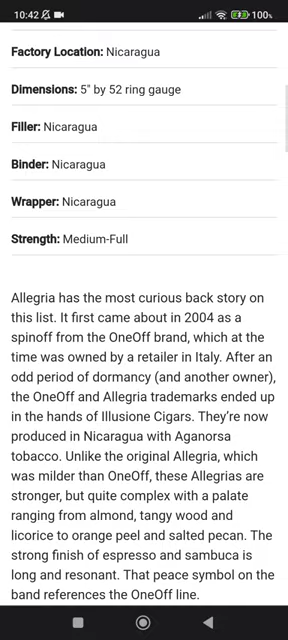 10:42 100%
Factory Location: Nicaragua
Dimensions: 5" by 52 ring gauge
Filler: Nicaragua
Binder: Nicaragua
Wrapper: Nicaragua
Strength: Medium-Full
Allegria has the most curious back story on
this list. It first came about in 2004 as a
spinoff from the OneOff brand, which at the
time was owned by a retailer in Italy. After an
odd period of dormancy (and another owner),
the OneOff and Allegria trademarks ended up
in the hands of Illusione Cigars. They’re now
produced in Nicaragua with Aganorsa
tobacco. Unlike the original Allegria, which
was milder than OneOff, these Allegrias are
stronger, but quite complex with a palate
ranging from almond, tangy wood and
licorice to orange peel and salted pecan. The
strong finish of espresso and sambuca is
long and resonant. That peace symbol on the
band references the OneOff line.